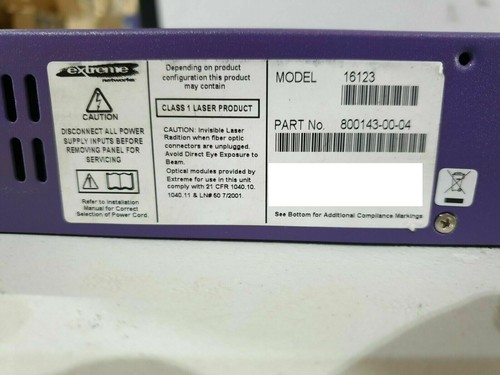 extreme
networks
CAUTION
DISCONNECT ALL POWER
SUPPLY INPUTS BEFORE
REMOVING PANEL FOR
SERVICING
Refer to Installation
Manual for Correct
Selection of Power Cord.
Depending on product
configuration this product
may contain
CLASS 1 LASER PRODUCT
CAUTION: Invisible Laser
Radition when fiber optic
connectors are unplugged.
Avoid Direct Eye Exposure to
Beam.
Optical modules provided by
Extreme for use in this unit
comply with 21 CFR 1040.10.
1040.11 & LN# 50 7/2001.
MODEL 16123
PART No. 800143-00-04
See Bottom for Additional Compliance Markings